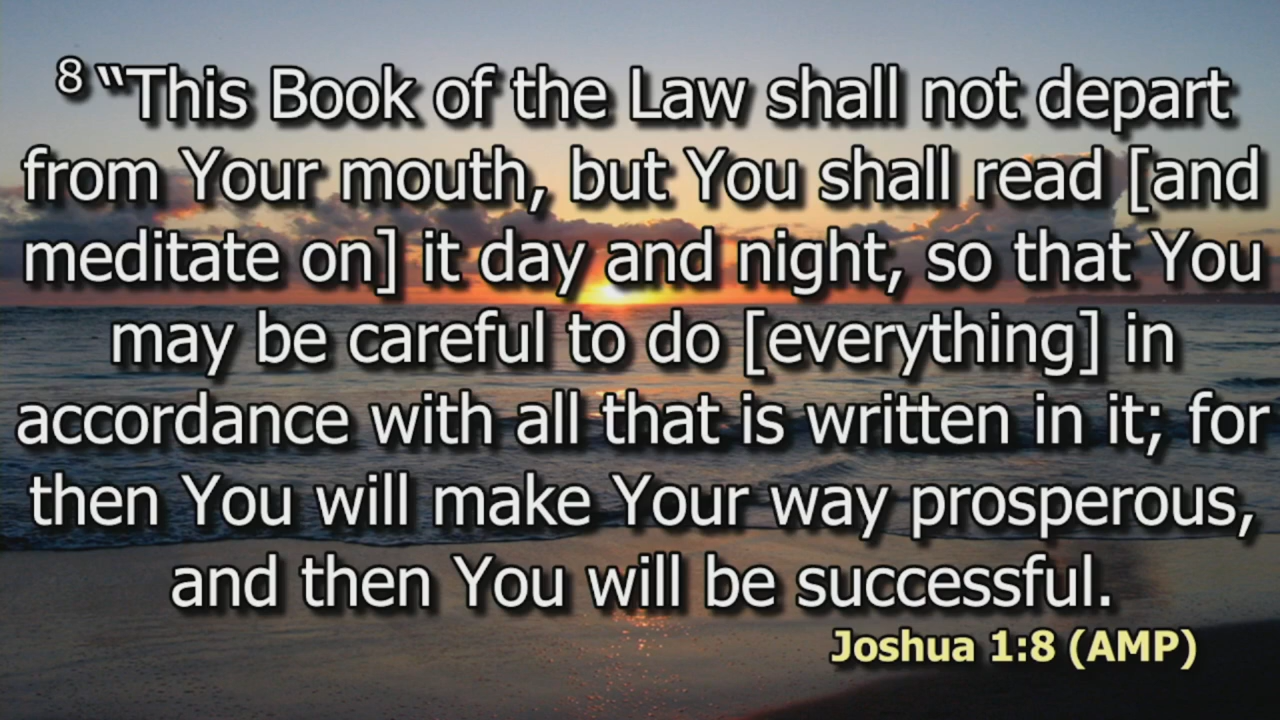 8 “This Book of the Law shall not depart
from Your mouth, but You shall read [and
meditate on] it day and night, so that You
may be careful to do [everything] in
accordance with all that is written in it; for
then You will make Your way prosperous,
and then You will be successful.
Joshua 1:8 (AMP)